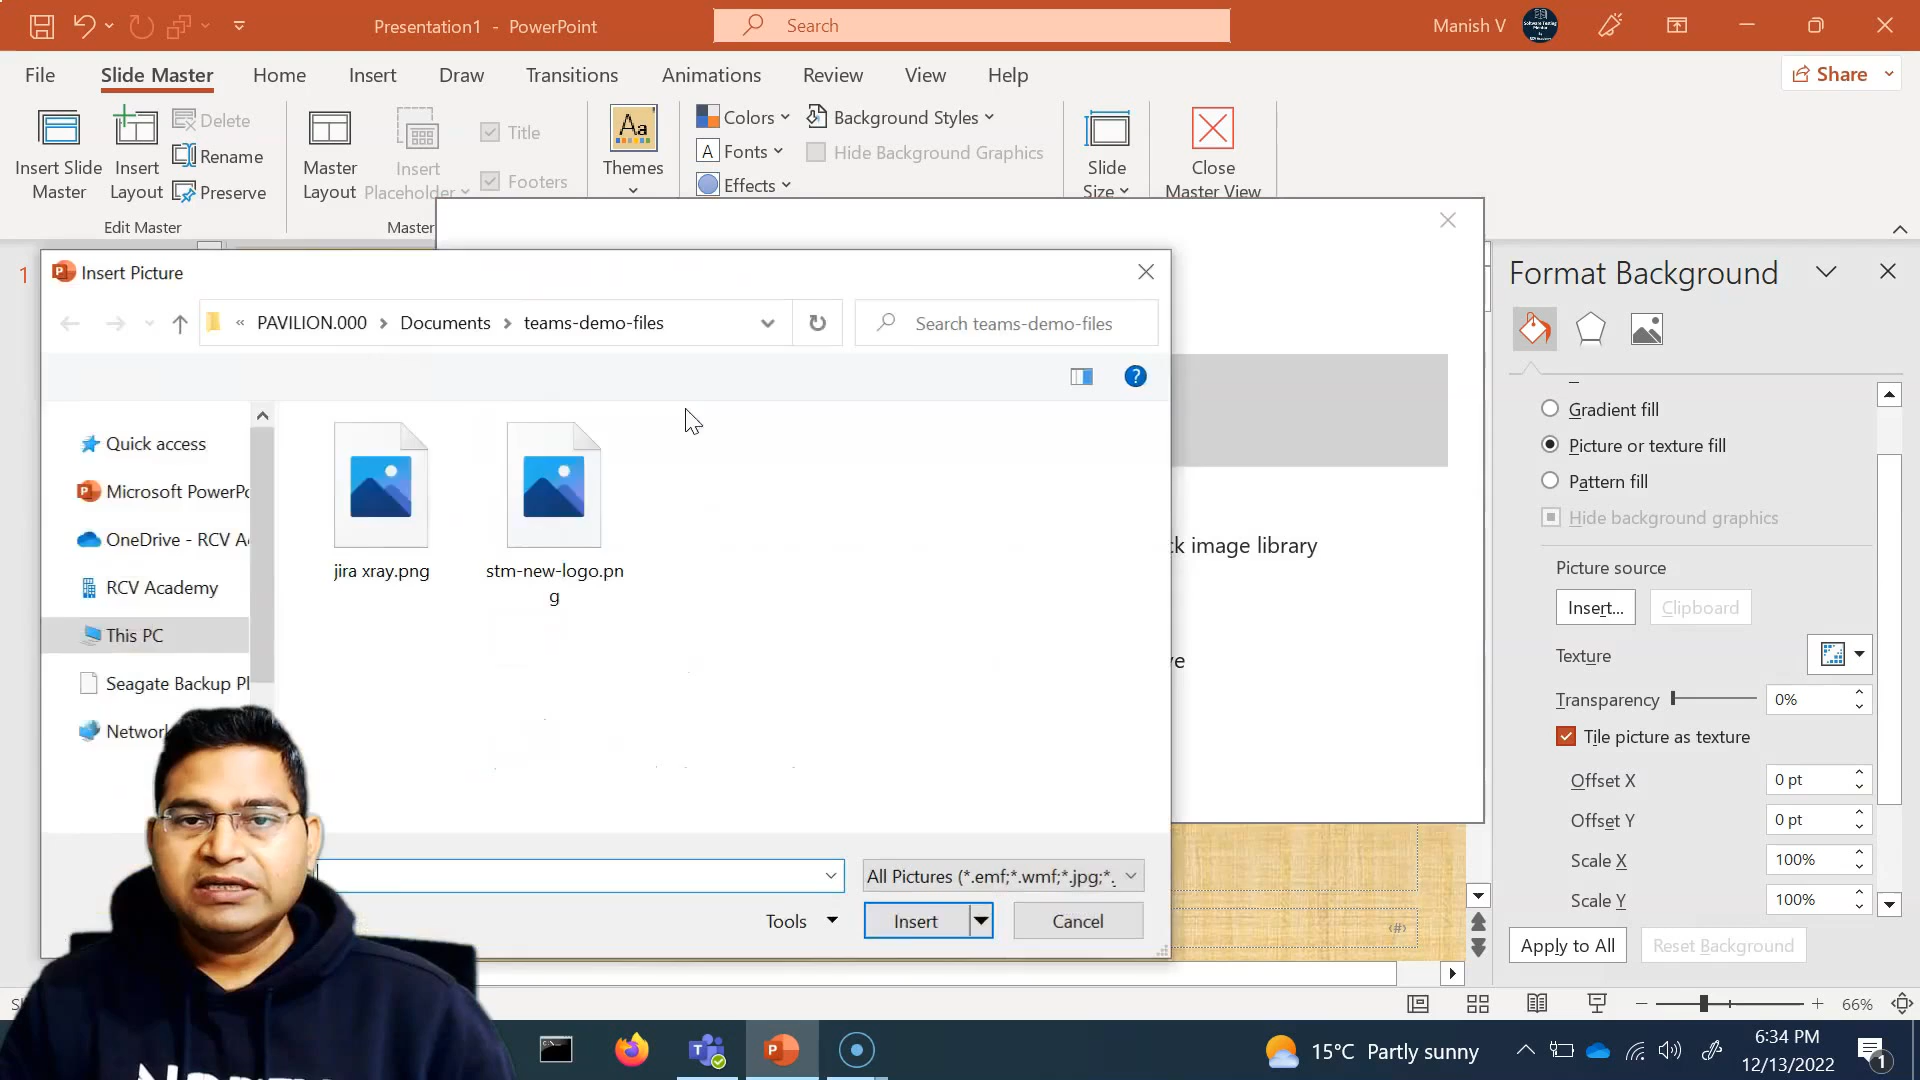 Presentation1 - PowerPoint
Search
Manish V
File
Slide Master
Home
Insert
Draw
Transitions
Animations
Review
View
Help
Share
Insert Slide
Master
Insert
Layout
Delete
Rename
Preserve
Edit Master
Master
Layout
Insert
Placeholder
Title
Footers
Master
Themes
Aa
Colors
A Fonts
Effects
Background Styles
Hide Background Graphics
Slide
Size
Close
Master View
1
Insert Picture
« PAVILION.000 > Documents > teams-demo-files
Search teams-demo-files
Quick access
Microsoft PowerPo
OneDrive - RCV A
RCV Academy
This PC
Seagate Backup Pl
Network
jira xray.png
stm-new-logo.pn
g
All Pictures (*.emf;*.wmf;*.jpg;*.
Tools
Insert
Cancel
ck image library
ve
Format Background
Gradient fill
Picture or texture fill
Pattern fill
Hide background graphics
Picture source
Insert...
Clipboard
Texture
Transparency
0%
Tile picture as texture
Offset X
0 pt
Offset Y
0 pt
Scale X
100%
Scale Y
100%
Apply to All
Reset Background
‹#›
66%
15°C Partly sunny
6:34 PM
12/13/2022
1